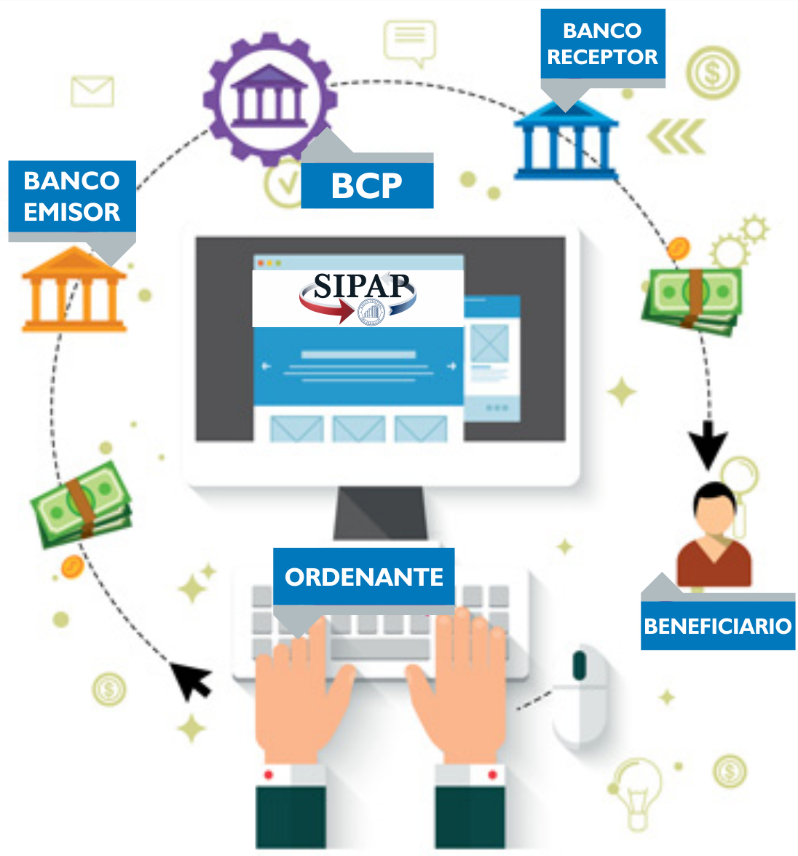 BANCO
RECEPTOR
BCP
BANCO
EMISOR
SIPAP
ORDENANTE
BENEFICIARIO